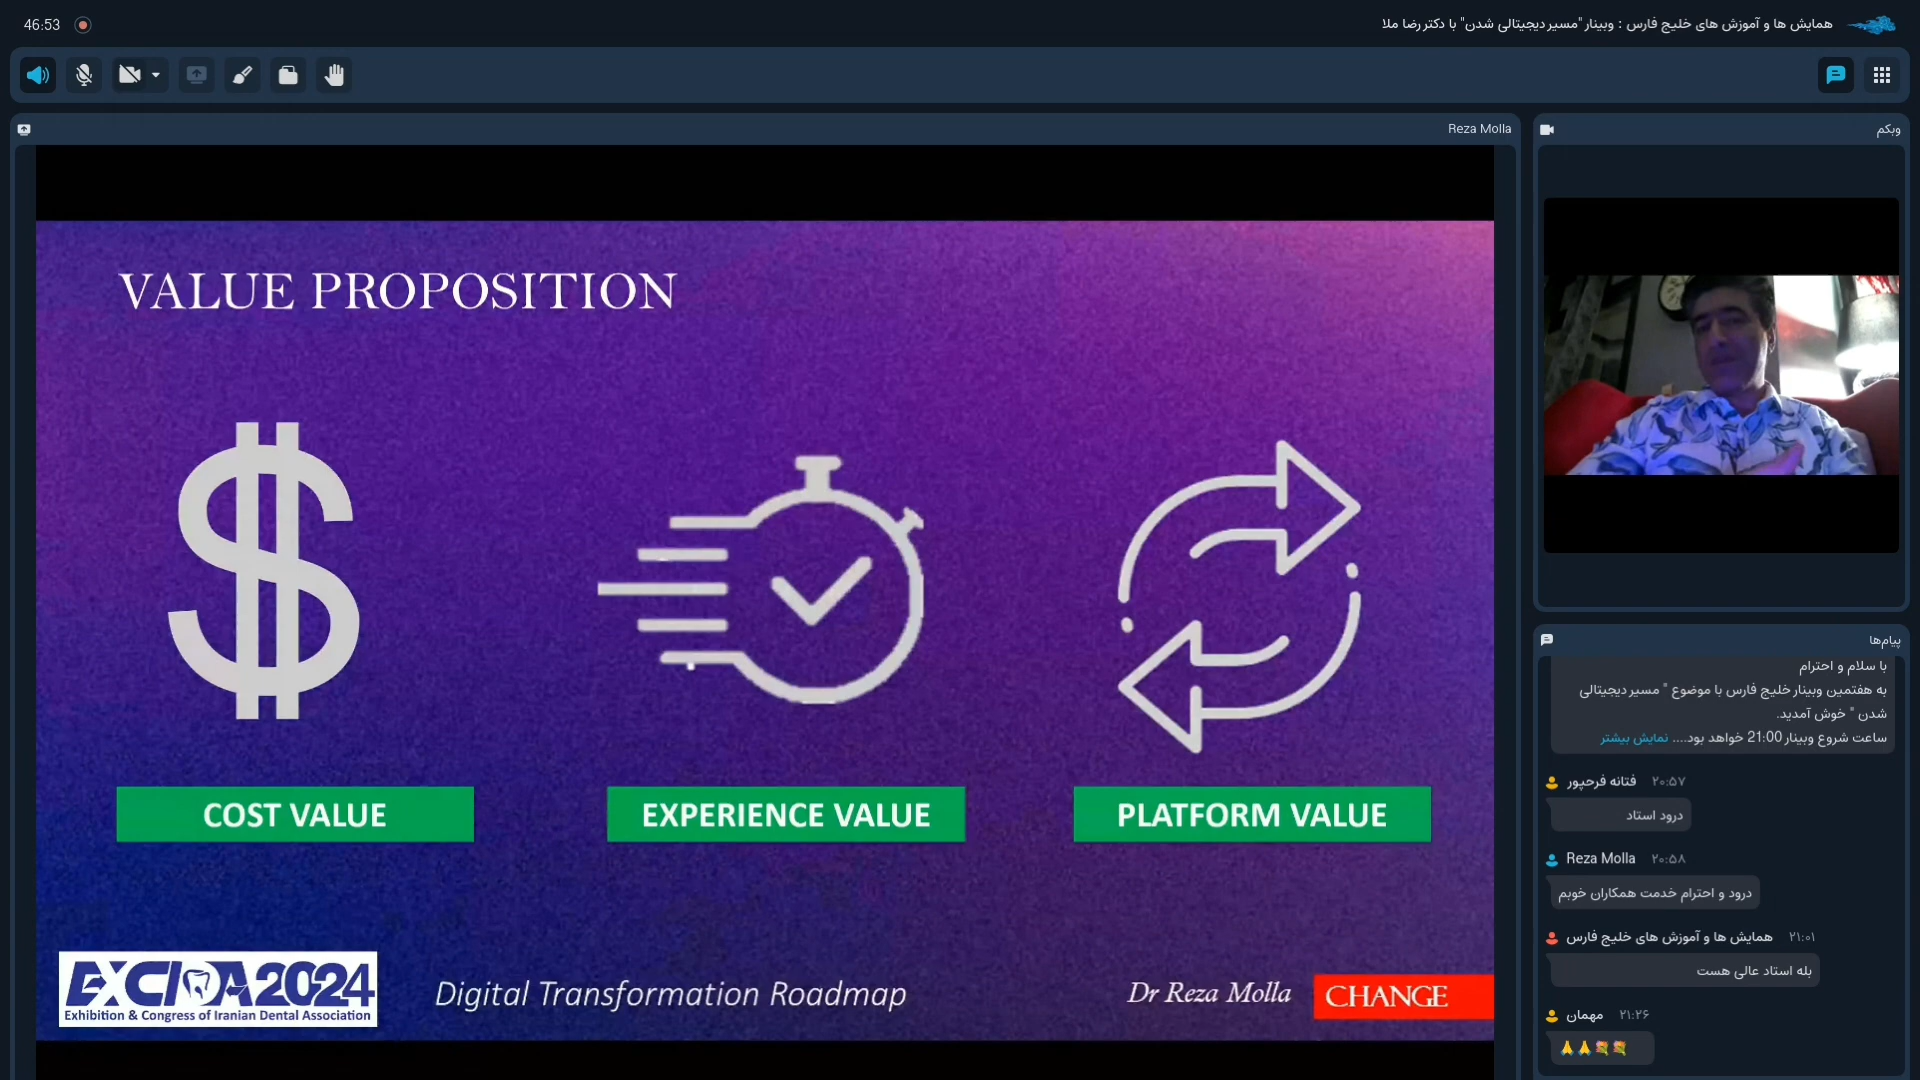 46:53
همایش ها و آموزش های خلیج فارس : وبینار "مسیر دیجیتالی شدن" با دکتر رضا ملا
Reza Molla
VALUE PROPOSITION
COST VALUE
EXPERIENCE VALUE
PLATFORM VALUE
EXCIDA2024
Exhibition & Congress of Iranian Dental Association
Digital Transformation Roadmap
Dr Reza Molla
CHANGE
وبکم
پیام‌ها
با سلام و احترام
به هفتمین وبینار خلیج فارس با موضوع " مسیر دیجیتالی
شدن " خوش آمدید.
ساعت شروع وبینار 21:00 خواهد بود.... نمایش بیشتر
فتانه فرحپور ۲۰:۵۷
درود استاد
Reza Molla ۲۰:۵۸
درود و احترام خدمت همکاران خوبم
همایش ها و آموزش های خلیج فارس ۲۱:۰۱
بله استاد عالی هست
مهمان ۲۱:۲۶
🙏🙏💐💐